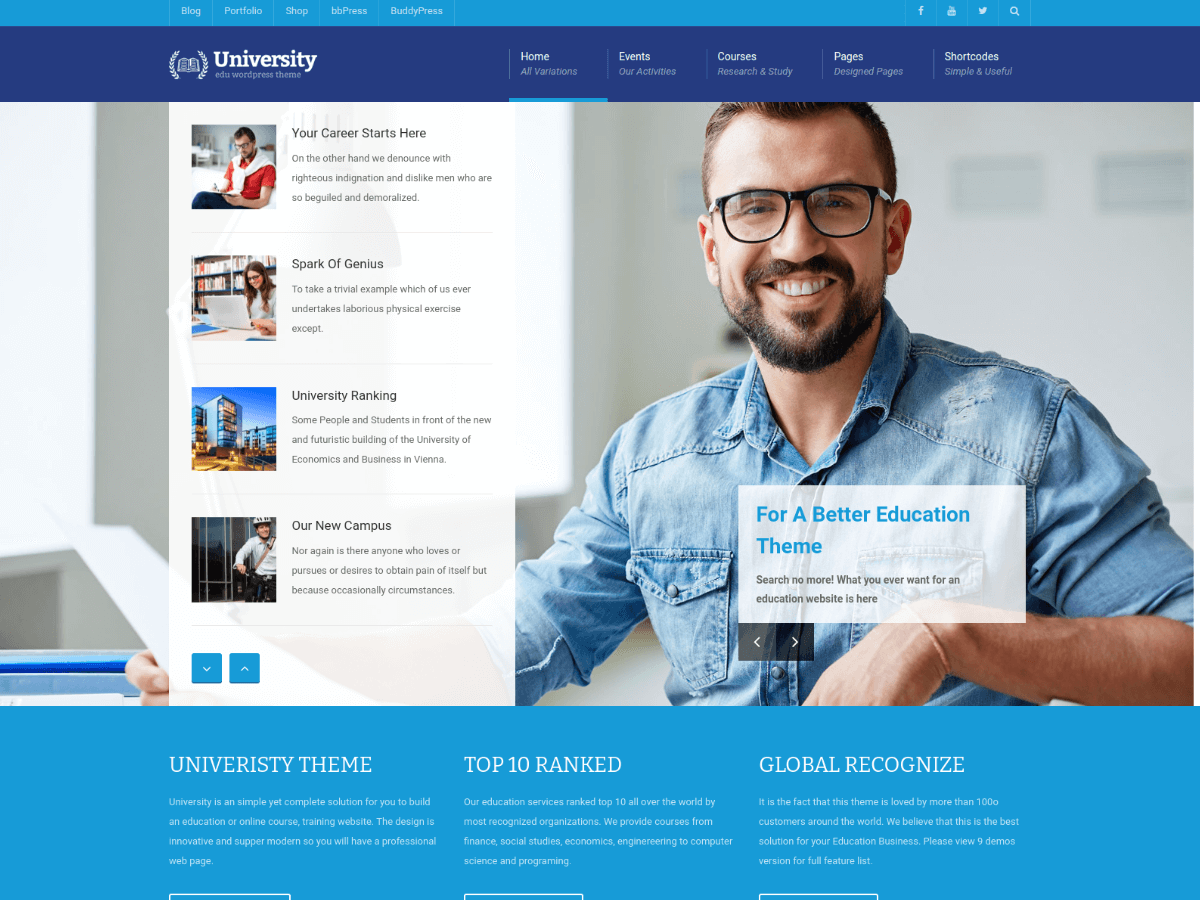 Blog
Portfolio
Shop
bbPress
BuddyPress
University
edu wordpress theme
Home
All Variations
Events
Our Activities
Courses
Research & Study
Pages
Designed Pages
Shortcodes
Simple & Useful
Your Career Starts Here
On the other hand we denounce with
righteous indignation and dislike men who are
so beguiled and demoralized.
Spark Of Genius
To take a trivial example which of us ever
undertakes laborious physical exercise
except.
University Ranking
Some People and Students in front of the new
and futuristic building of the University of
Economics and Business in Vienna.
Our New Campus
Nor again is there anyone who loves or
pursues or desires to obtain pain of itself but
because occasionally circumstances.
For A Better Education
Theme
Search no more! What you ever want for an
education website is here
UNIVERISTY THEME
University is an simple yet complete solution for you to build
an education or online course, training website. The design is
innovative and supper modern so you will have a professional
web page.
TOP 10 RANKED
Our education services ranked top 10 all over the world by
most recognized organizations. We provide courses from
finance, social studies, economics, enginereering to computer
science and programing.
GLOBAL RECOGNIZE
It is the fact that this theme is loved by more than 100o
customers around the world. We believe that this is the best
solution for your Education Business. Please view 9 demos
version for full feature list.